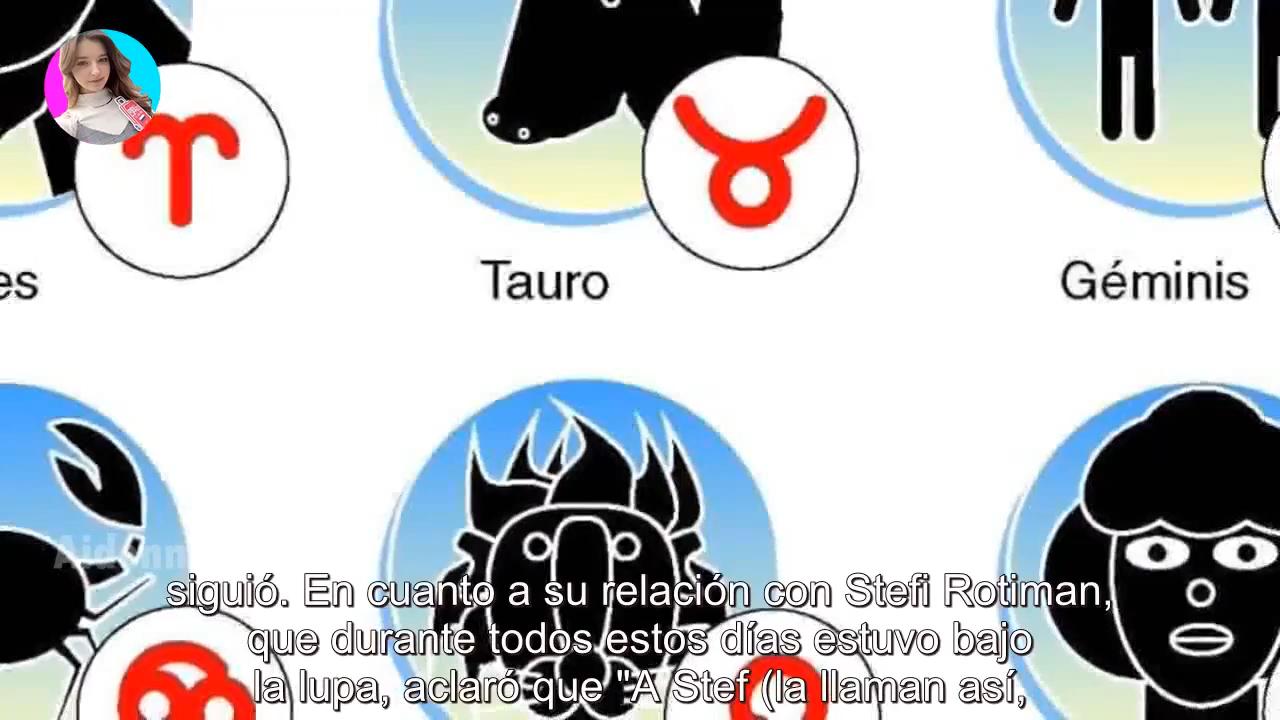 es
Tauro
Géminis
siguió. En cuanto a su relación con Stefi Rotiman,
que durante todos estos días estuvo bajo
la lupa, aclaró que "A Stef (la llaman así,